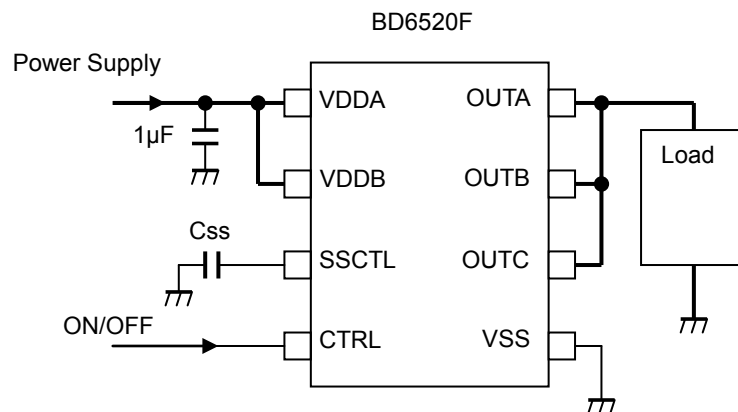 BD6520F
Power Supply
VDDA
OUTA
1µF
Load
VDDB
OUTB
Css
SSCTL
OUTC
ON/OFF
CTRL
VSS